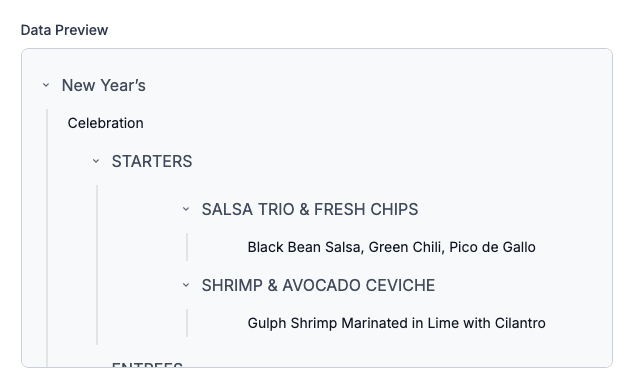 Data Preview
New Year’s
Celebration
STARTERS
SALSA TRIO & FRESH CHIPS
Black Bean Salsa, Green Chili, Pico de Gallo
SHRIMP & AVOCADO CEVICHE
Gulph Shrimp Marinated in Lime with Cilantro
ENTREES